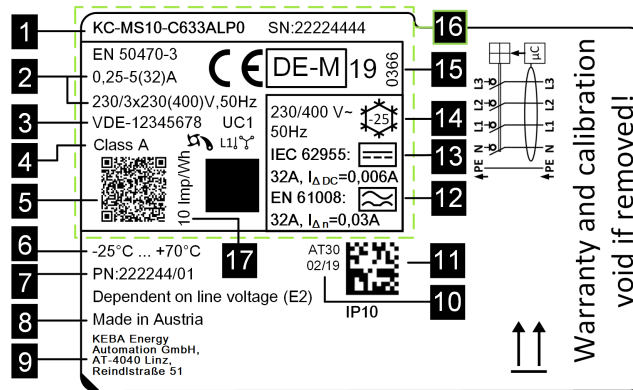 1 KC-MS10-C633ALP0 SN:22224444 16
EN 50470-3
2 0,25-5(32)A CE DE-M 19 0366 15
230/3x230(400)V,50Hz
3 VDE-12345678 UC1
4 Class A L1
230/400 V~ -25 14
50Hz
IEC 62955: 13
32A, IΔDC=0,006A
EN 61008: 12
32A, IΔn=0,03A
5 10 Imp/Wh
17
6 -25°C ... +70°C
7 PN:222244/01
AT30 11
02/19 10
IP10
Dependent on line voltage (E2)
8 Made in Austria
9 KEBA Energy
Automation GmbH,
AT-4040 Linz,
Reindlstraße 51
µC
L3 L3
L2 L2
L1 L1
N N
PE PE
Warranty and calibration
void if removed!